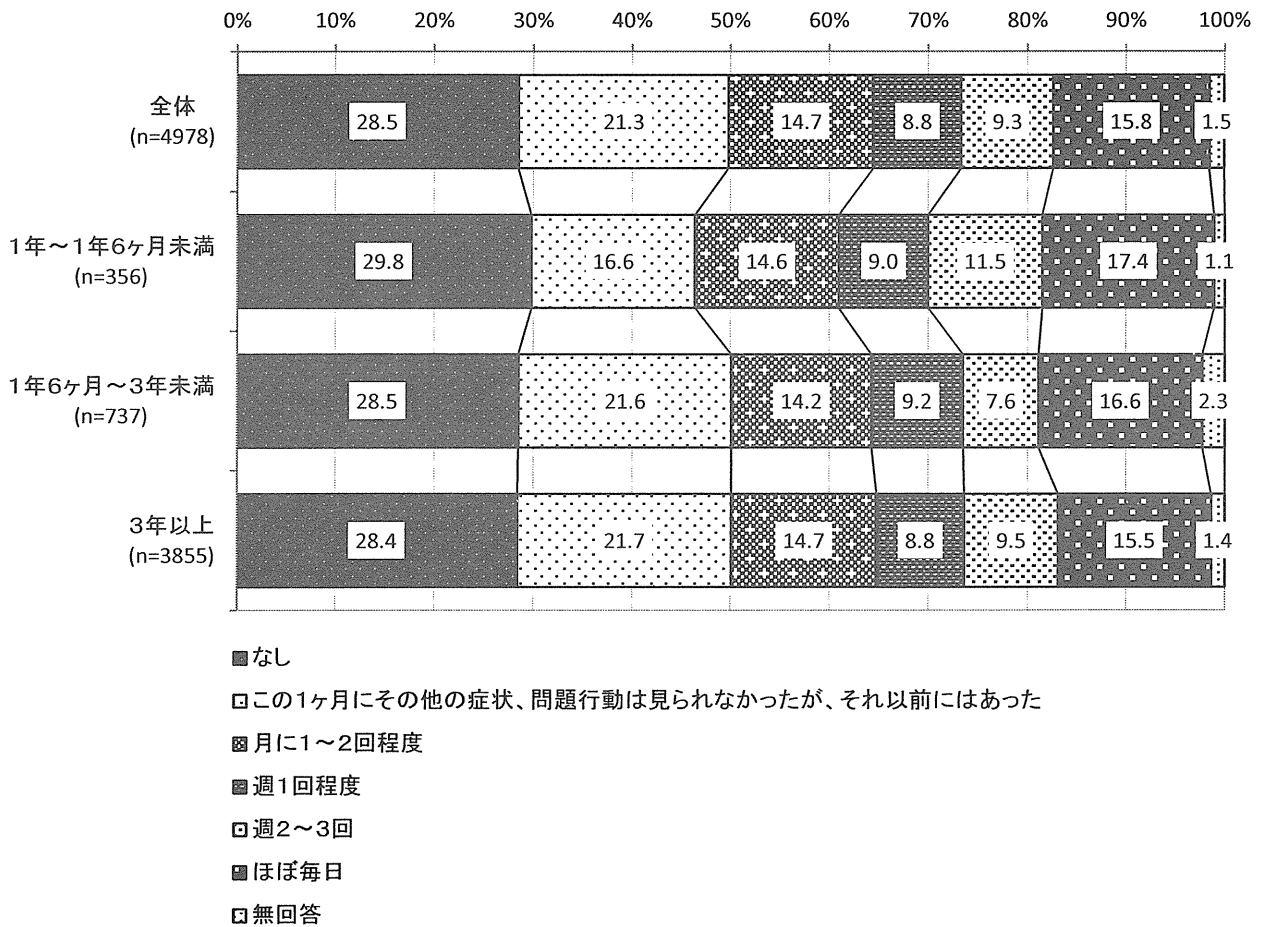 0% 10% 20% 30% 40% 50% 60% 70% 80% 90% 100%
全体
(n=4978)
28.5 21.3 14.7 8.8 9.3 15.8 1.5
１年～１年６ヶ月未満
(n=356)
29.8 16.6 14.6 9.0 11.5 17.4 1.1
１年６ヶ月～３年未満
(n=737)
28.5 21.6 14.2 9.2 7.6 16.6 2.3
３年以上
(n=3855)
28.4 21.7 14.7 8.8 9.5 15.5 1.4
なし
この１ヶ月にその他の症状、問題行動は見られなかったが、それ以前にはあった
月に１～２回程度
週１回程度
週２～３回
ほぼ毎日
無回答